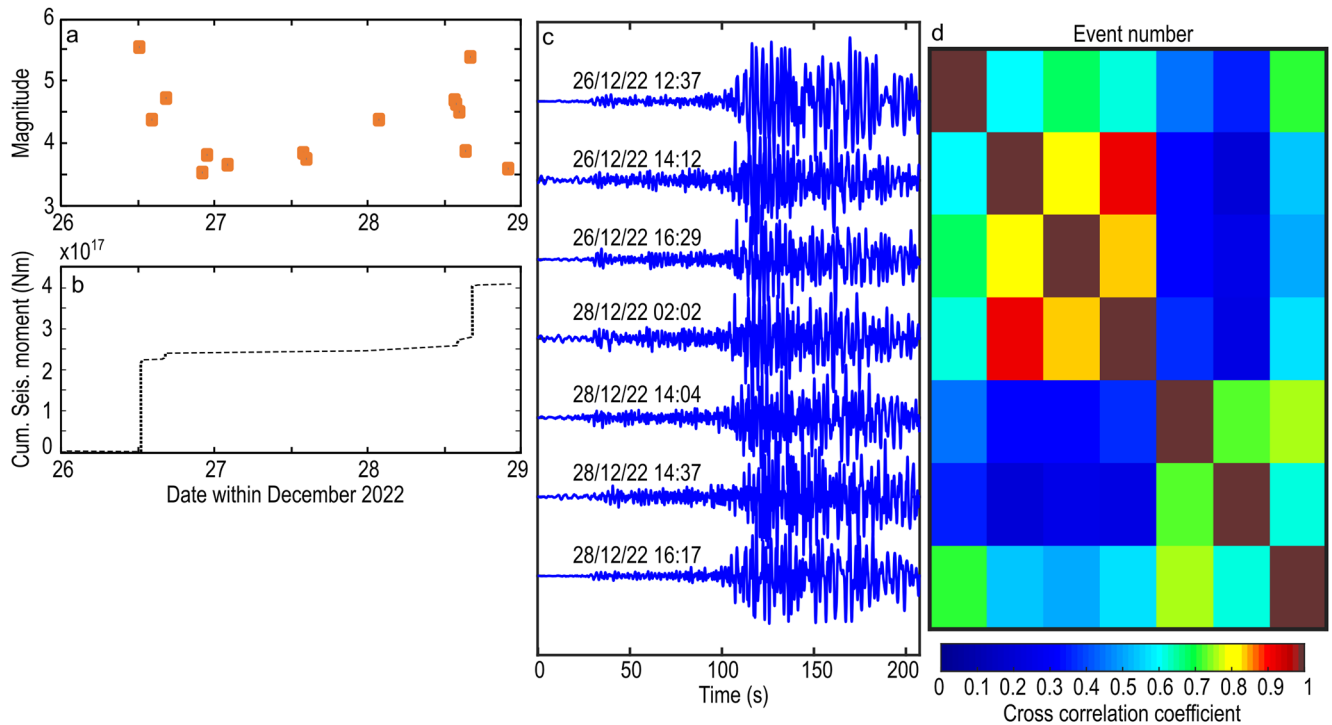 a
Magnitude
6
5
4
3
26
27
28
29
x10¹⁷
b
Cum. Seis. moment (Nm)
4
3
2
1
0
26
27
28
29
Date within December 2022
c
26/12/22 12:37
26/12/22 14:12
26/12/22 16:29
28/12/22 02:02
28/12/22 14:04
28/12/22 14:37
28/12/22 16:17
0 50 100 150 200
Time (s)
d
Event number
0 0.1 0.2 0.3 0.4 0.5 0.6 0.7 0.8 0.9 1
Cross correlation coefficient